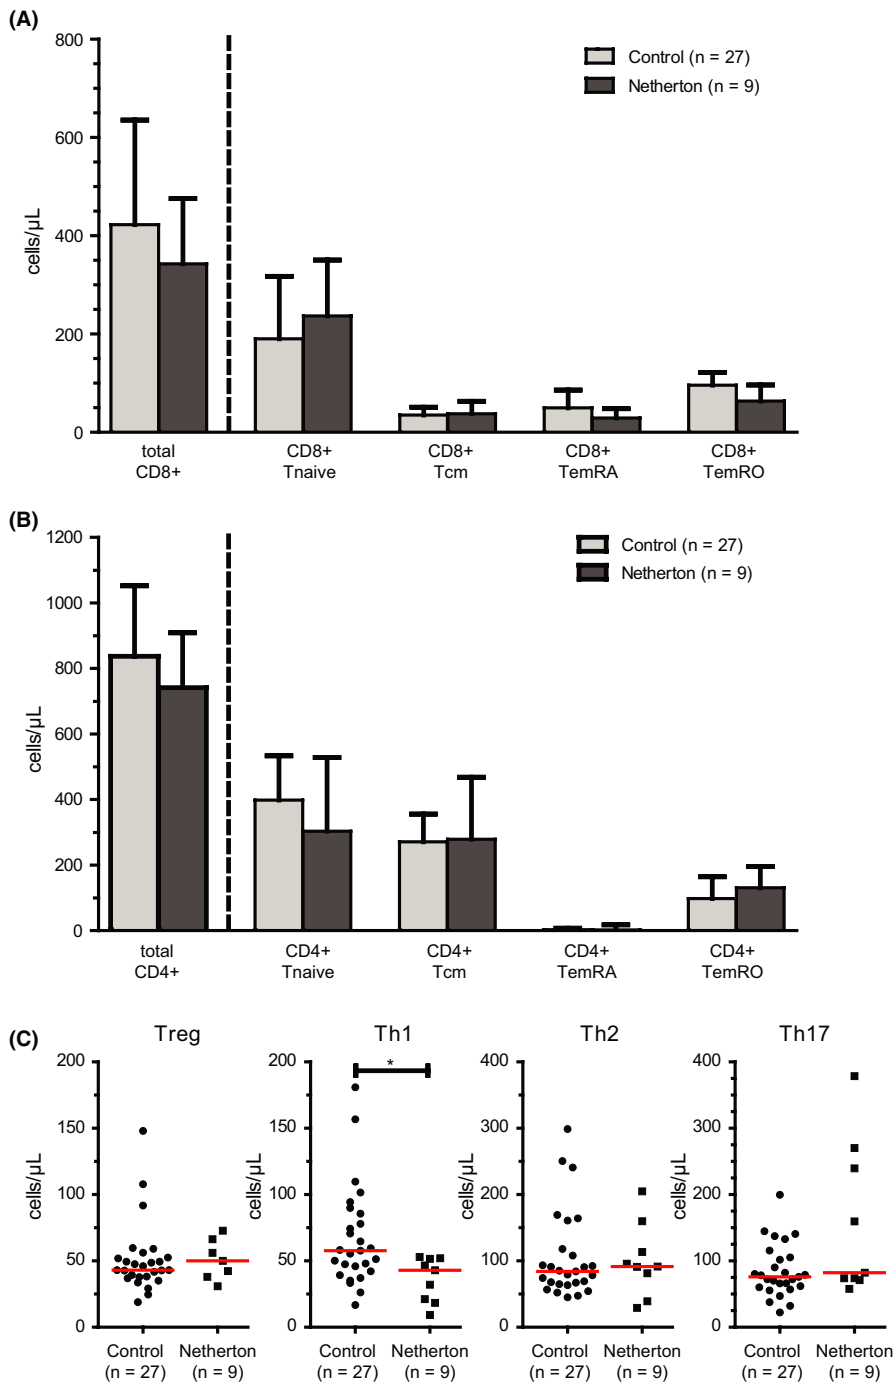 (A)
800
600
400
200
0
cells/µL
Control (n = 27)
Netherton (n = 9)
total
CD8+
CD8+
Tnaive
CD8+
Tcm
CD8+
TemRA
CD8+
TemRO
(B)
1200
1000
800
600
400
200
0
cells/µL
Control (n = 27)
Netherton (n = 9)
total
CD4+
CD4+
Tnaive
CD4+
Tcm
CD4+
TemRA
CD4+
TemRO
(C)
Treg
200
150
100
50
0
cells/µL
Control
(n = 27)
Netherton
(n = 9)
Th1
*
200
150
100
50
0
cells/µL
Control
(n = 27)
Netherton
(n = 9)
Th2
400
300
200
100
0
cells/µL
Control
(n = 27)
Netherton
(n = 9)
Th17
400
300
200
100
0
cells/µL
Control
(n = 27)
Netherton
(n = 9)